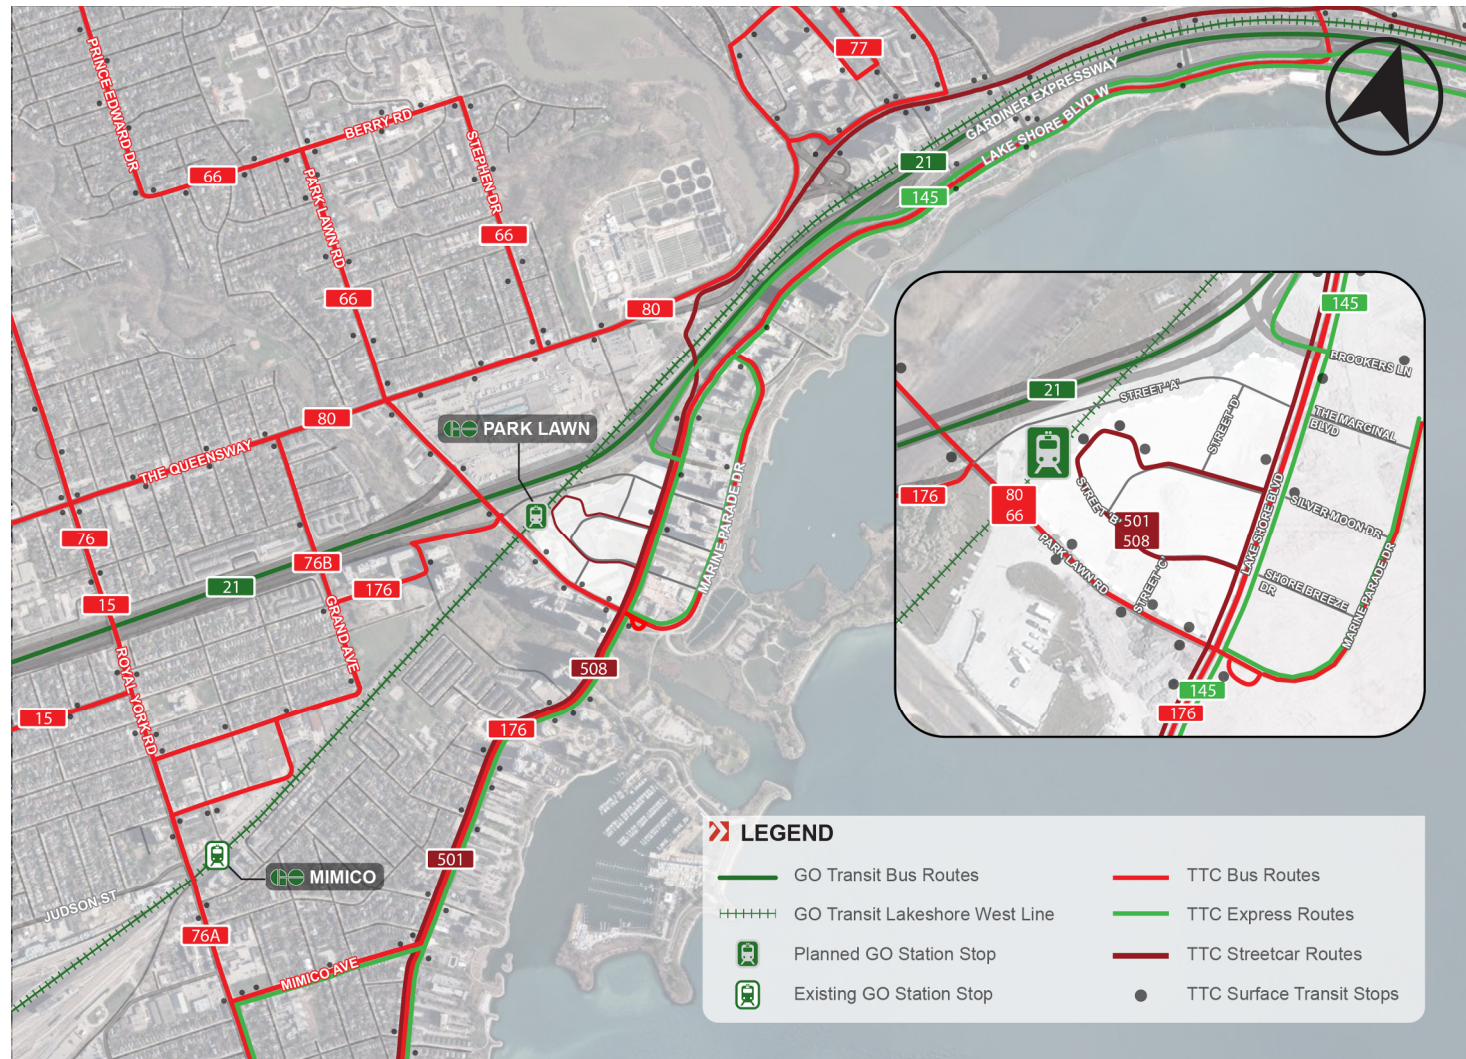 77
PRINCE EDWARD DR
BERRY RD
GARDINER EXPRESSWAY
LAKE SHORE BLVD W
STEPHEN DR
21
66
PARK LAWN RD
145
66
66
80
145
BROOKERS LN
21
STREET 'A'
STREET 'D'
THE MARGINAL
BLVD
80
PARK LAWN
THE QUEENSWAY
MARINE PARADE DR
176
80
66
STREET 'B'
501
508
LAKE SHORE BLVD
SILVER MOON DR
PARK LAWN RD
STREET 'C'
SHORE BREEZE
DR
MARINE PARADE DR
145
176
76
76B
21
176
15
GRAND AVE
ROYAL YORK RD
508
15
176
501
MIMICO
JUDSON ST
76A
MIMICO AVE
LEGEND
GO Transit Bus Routes
GO Transit Lakeshore West Line
Planned GO Station Stop
Existing GO Station Stop
TTC Bus Routes
TTC Express Routes
TTC Streetcar Routes
TTC Surface Transit Stops